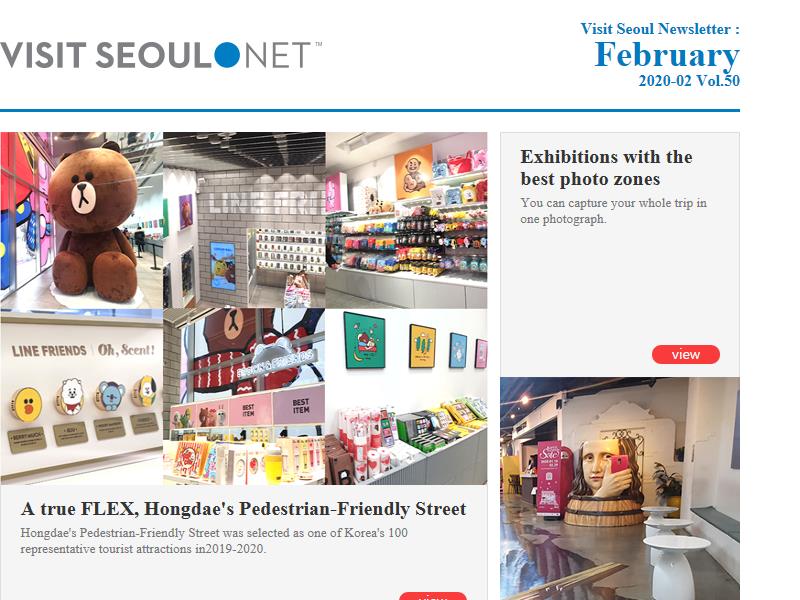 VISIT SEOUL NET™
Visit Seoul Newsletter :
February
2020-02 Vol.50
LINE FRIENDS | Oh, Scent!
BROWN & FRIENDS
BEST
ITEM
BEST
ITEM
A true FLEX, Hongdae's Pedestrian-Friendly Street
Hongdae's Pedestrian-Friendly Street was selected as one of Korea's 100
representative tourist attractions in2019-2020.
view
Exhibitions with the
best photo zones
You can capture your whole trip in
one photograph.
view